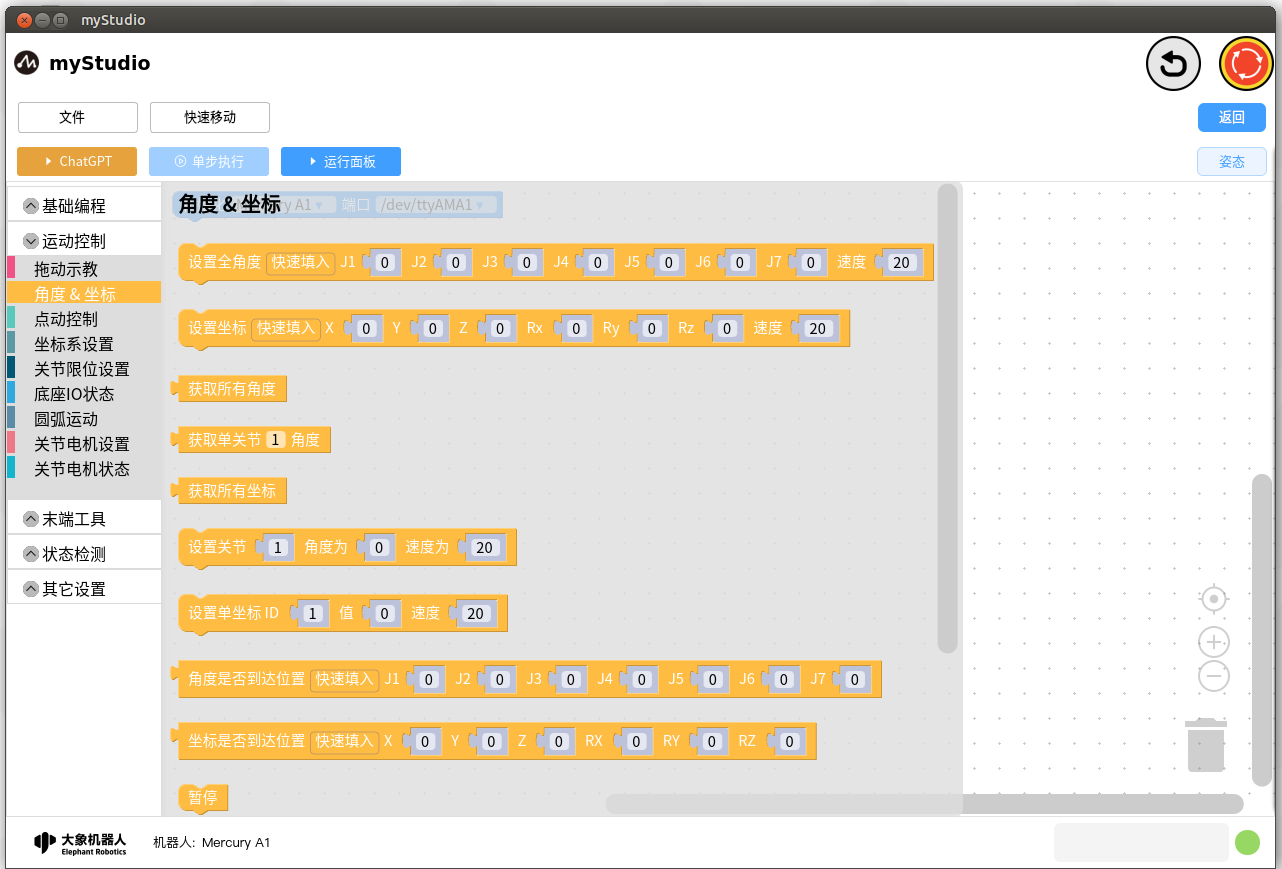 myStudio
myStudio
文件 快速移动 返回
ChatGPT 单步执行 运行面板 姿态
基础编程
运动控制
拖动示教
角度 & 坐标
点动控制
坐标系设置
关节限位设置
底座IO状态
圆弧运动
关节电机设置
关节电机状态
末端工具
状态检测
其它设置
角度 & 坐标 ry A1 端口 /dev/ttyAMA1
设置全角度 快速填入 J1 0 J2 0 J3 0 J4 0 J5 0 J6 0 J7 0 速度 20
设置坐标 快速填入 X 0 Y 0 Z 0 Rx 0 Ry 0 Rz 0 速度 20
获取所有角度
获取单关节 1 角度
获取所有坐标
设置关节 1 角度为 0 速度为 20
设置单坐标 ID 1 值 0 速度 20
角度是否到达位置 快速填入 J1 0 J2 0 J3 0 J4 0 J5 0 J6 0 J7 0
坐标是否到达位置 快速填入 X 0 Y 0 Z 0 RX 0 RY 0 RZ 0
暂停
大象机器人
Elephant Robotics
机器人: Mercury A1